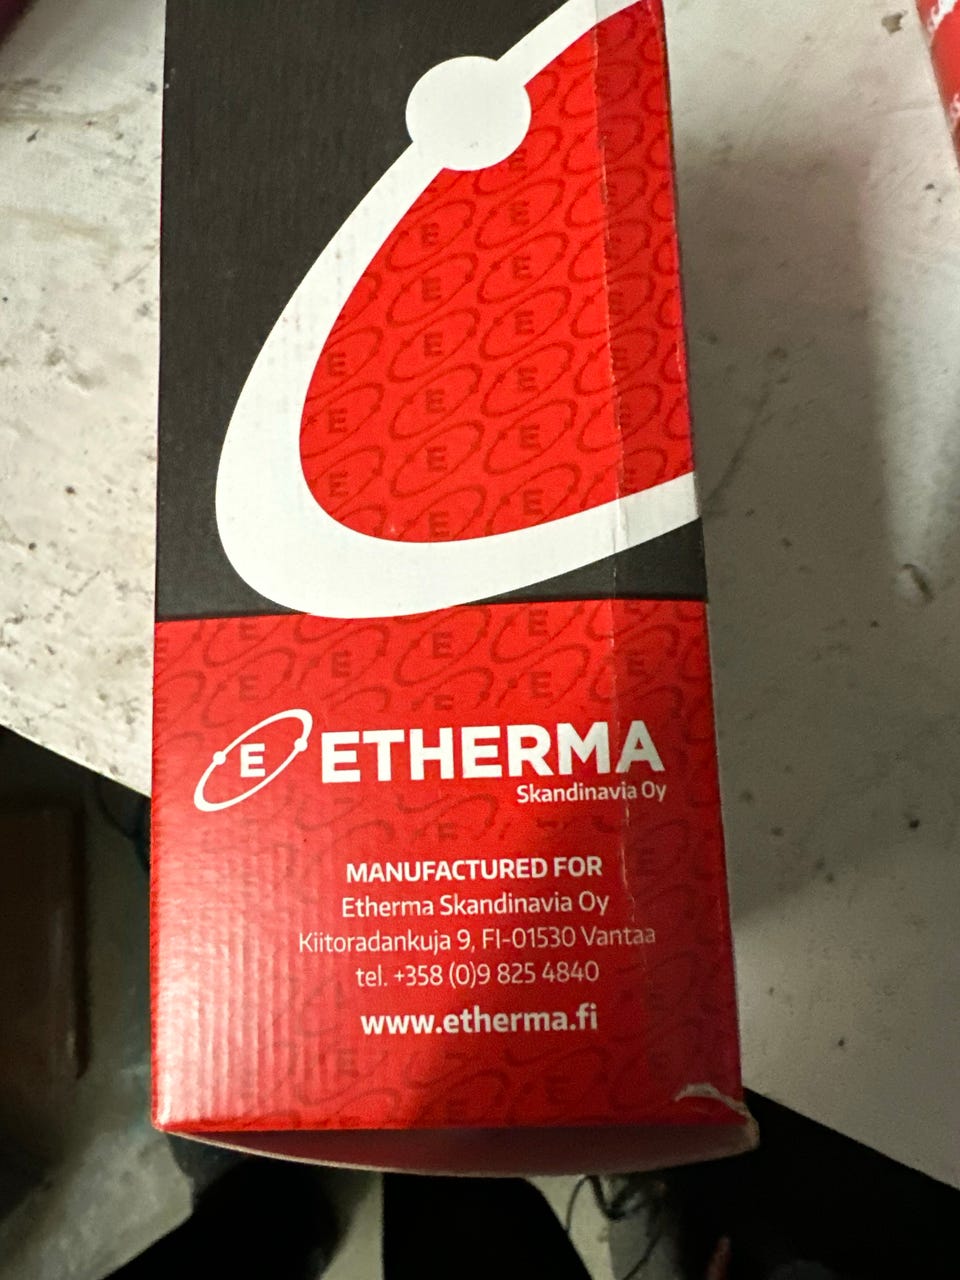 E ETHERMA
Skandinavia Oy
MANUFACTURED FOR
Etherma Skandinavia Oy
Kiitoradankuja 9, FI-01530 Vantaa
tel. +358 (0)9 825 4840
www.etherma.fi